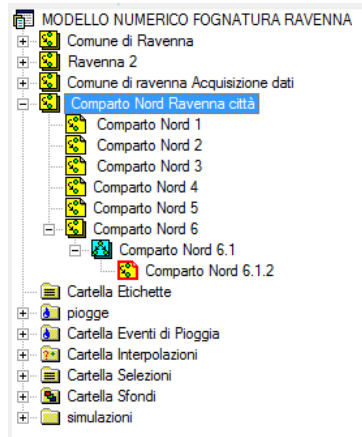 MODELLO NUMERICO FOGNATURA RAVENNA
Comune di Ravenna
Ravenna 2
Comune di ravenna Acquisizione dati
Comparto Nord Ravenna città
Comparto Nord 1
Comparto Nord 2
Comparto Nord 3
Comparto Nord 4
Comparto Nord 5
Comparto Nord 6
Comparto Nord 6.1
Comparto Nord 6.1.2
Cartella Etichette
piogge
Cartella Eventi di Pioggia
Cartella Interpolazioni
Cartella Selezioni
Cartella Sfondi
simulazioni